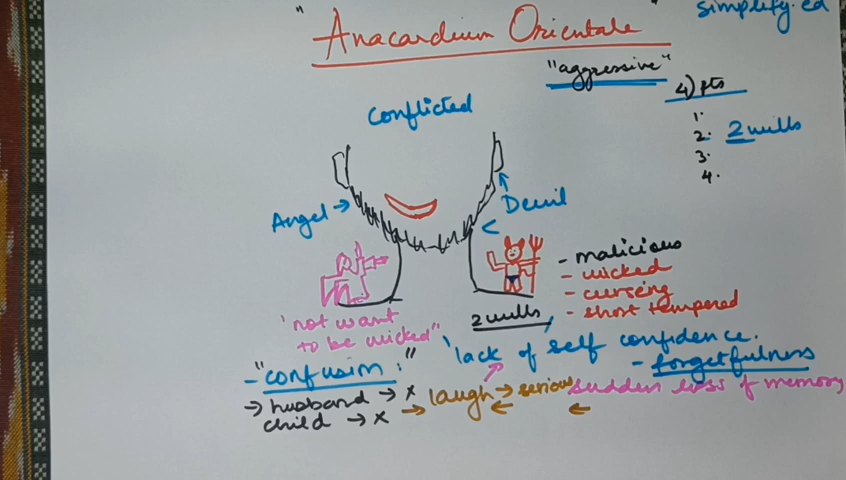 simplify.ed
"Anacardium Orientale"
"aggressive"
4) pts
1.
2. 2 wills
3.
4.
Conflicted
Angel →
Devil
- malicious
- wicked
- curseing
- short tempered
'not want
to be wicked"
2 wills
'lack of self confidence.
- forgetfulness
- "confusion:"
→ husband → x
child → x
→ laugh → serious
sudden loss of memory